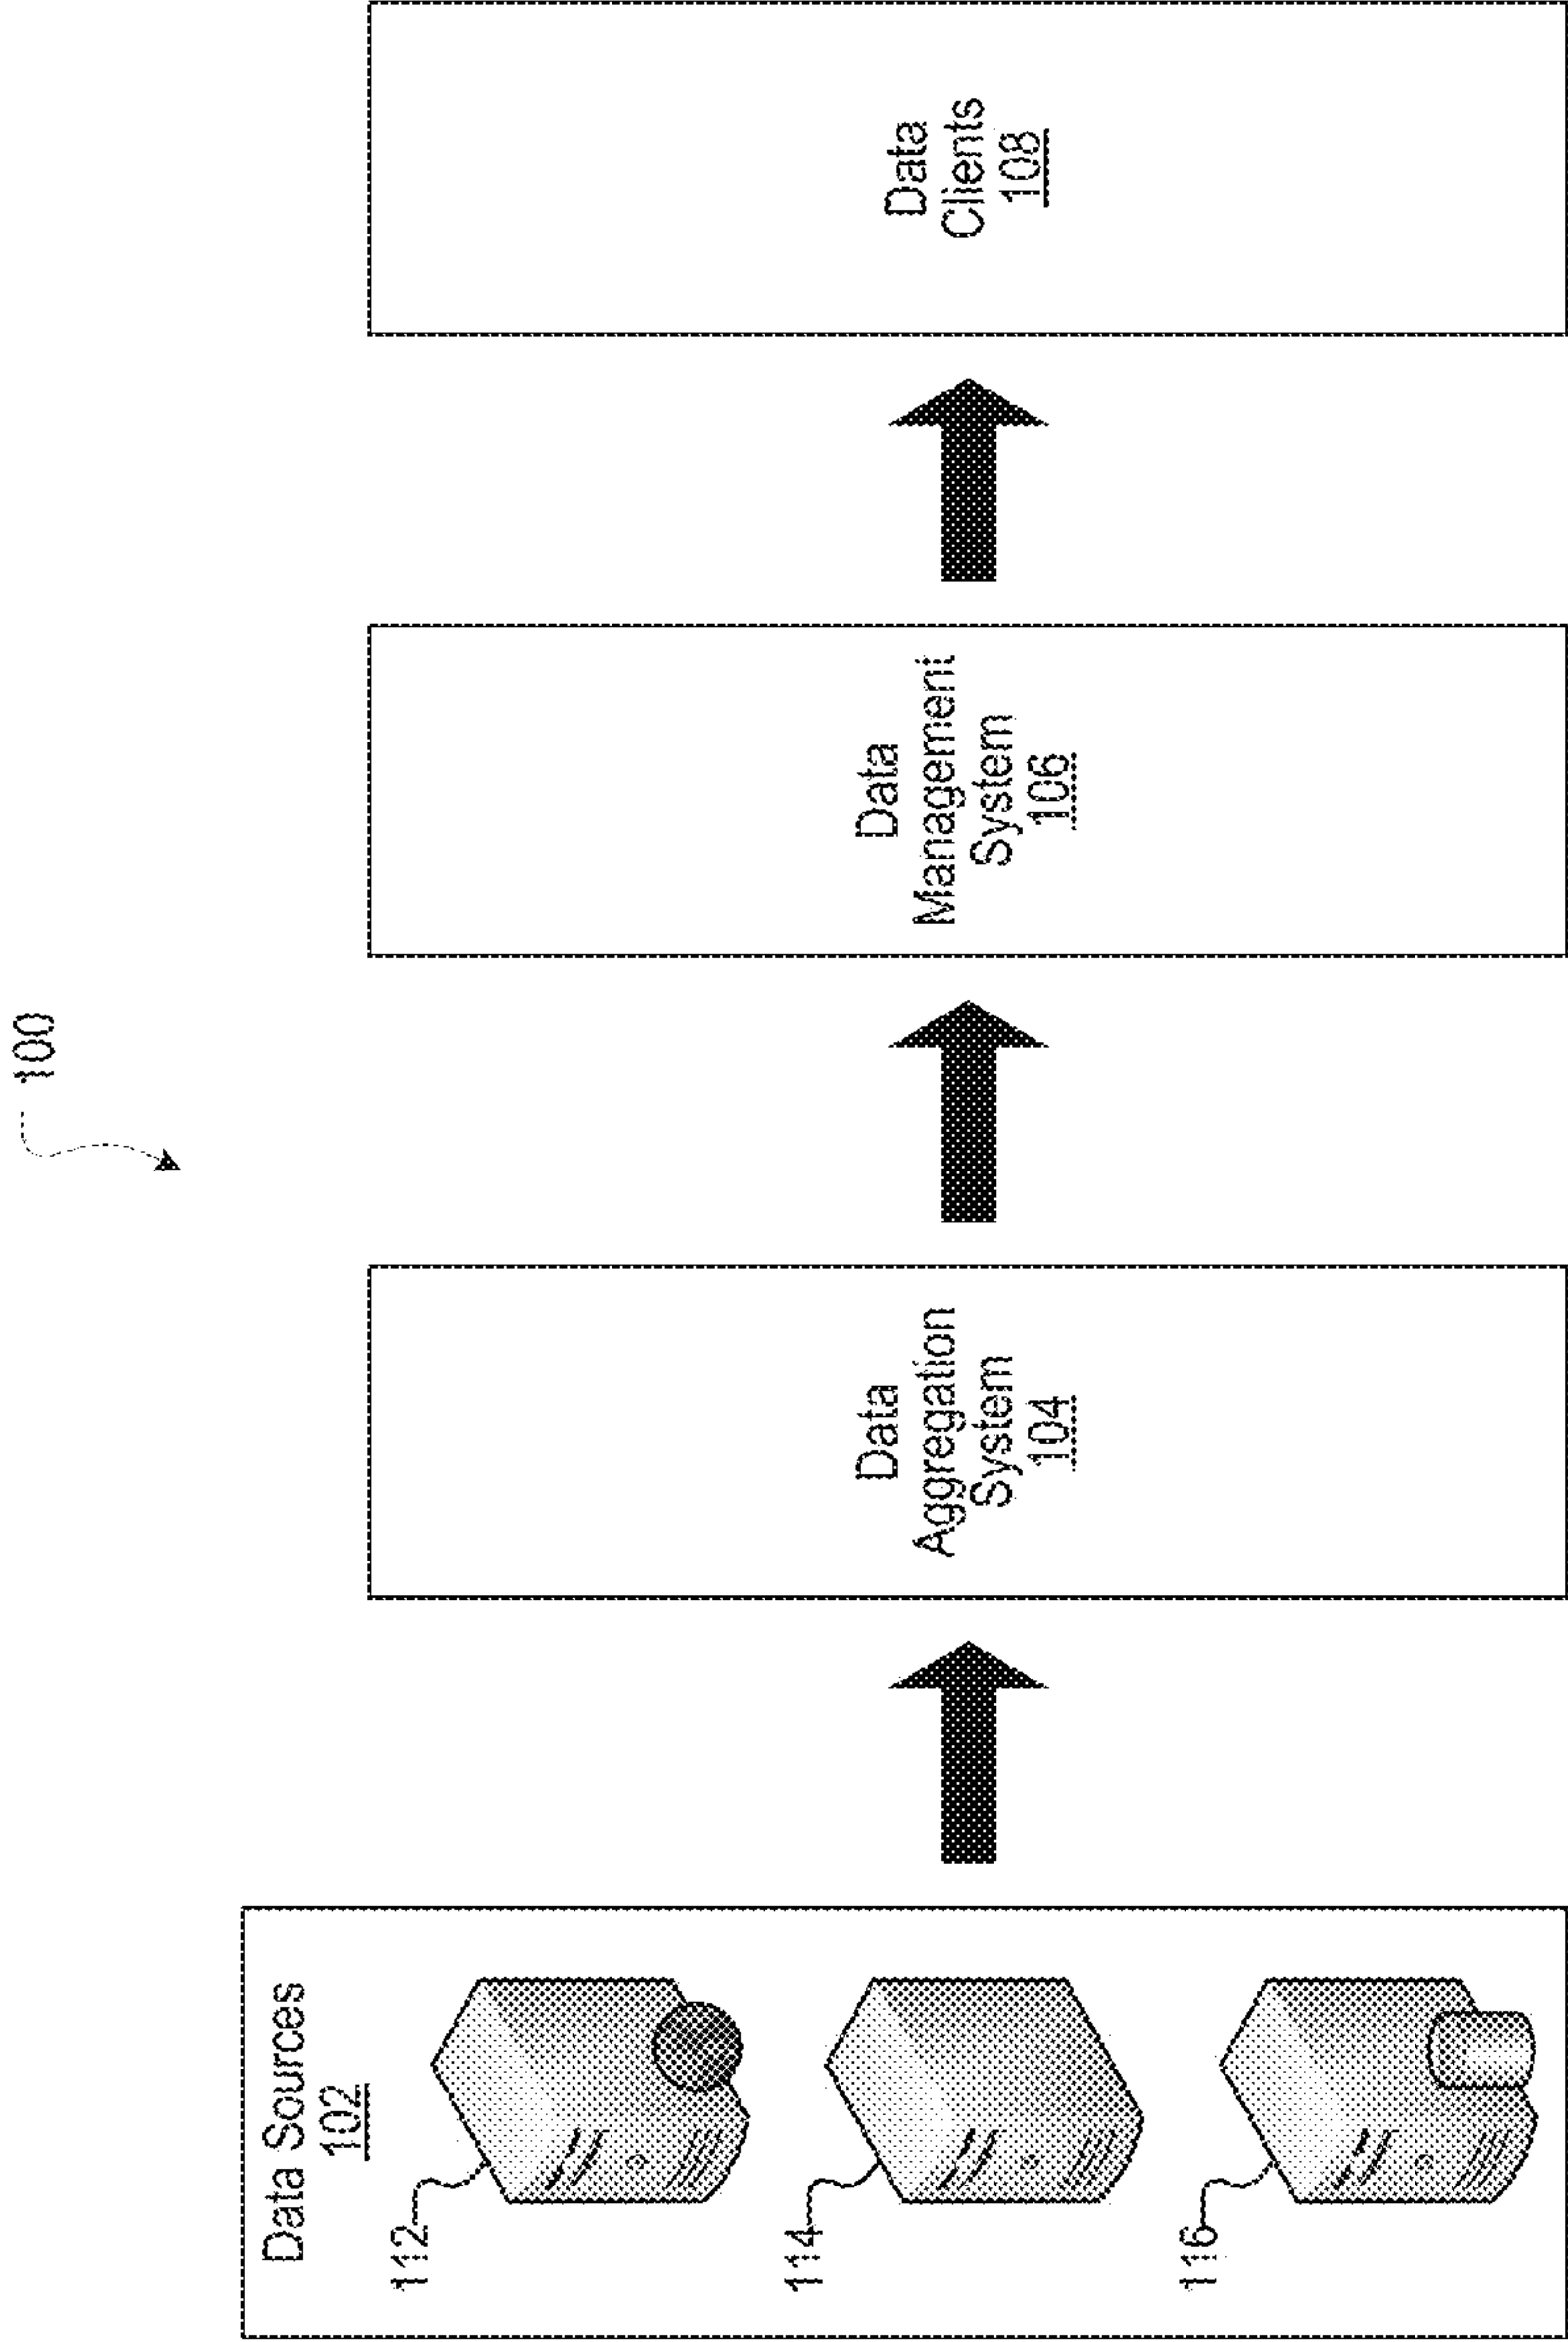 100
Data Sources
102
112
114
116
Data
Aggregation
System
104
Data
Management
System
106
Data
Clients
108